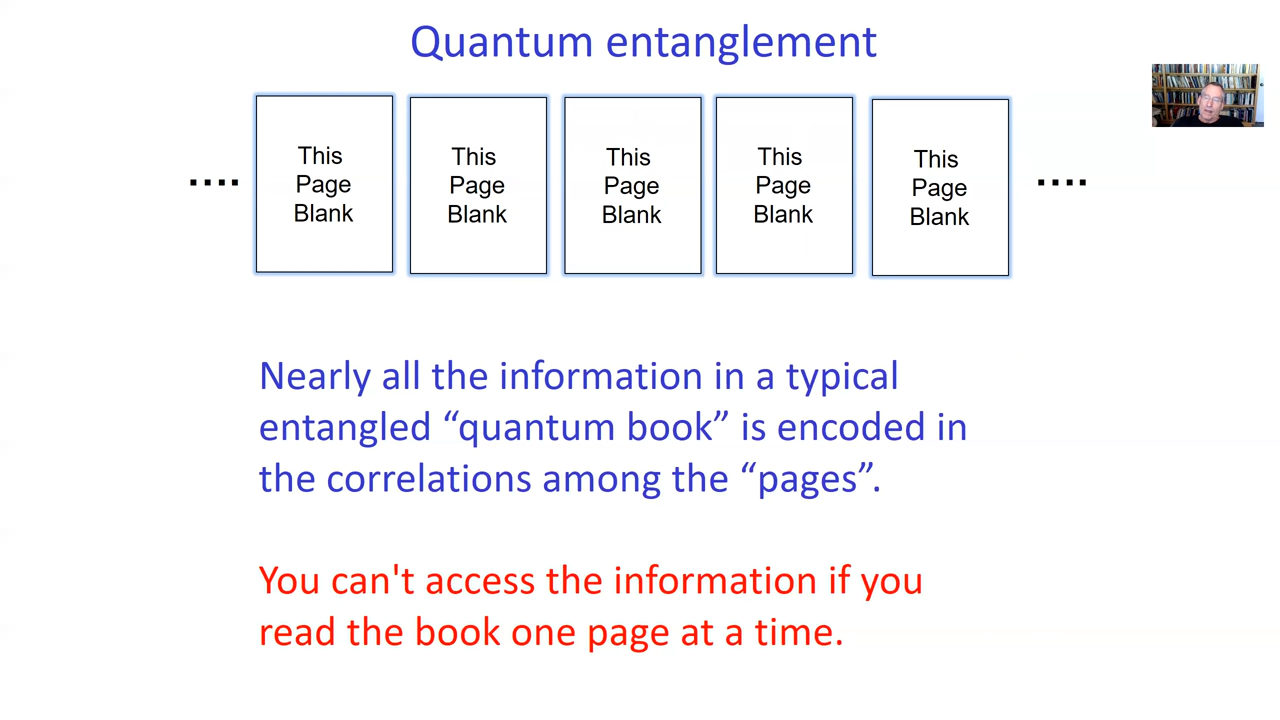 Quantum entanglement
....
This
Page
Blank
This
Page
Blank
This
Page
Blank
This
Page
Blank
This
Page
Blank
....
Nearly all the information in a typical
entangled “quantum book” is encoded in
the correlations among the “pages”.
You can't access the information if you
read the book one page at a time.